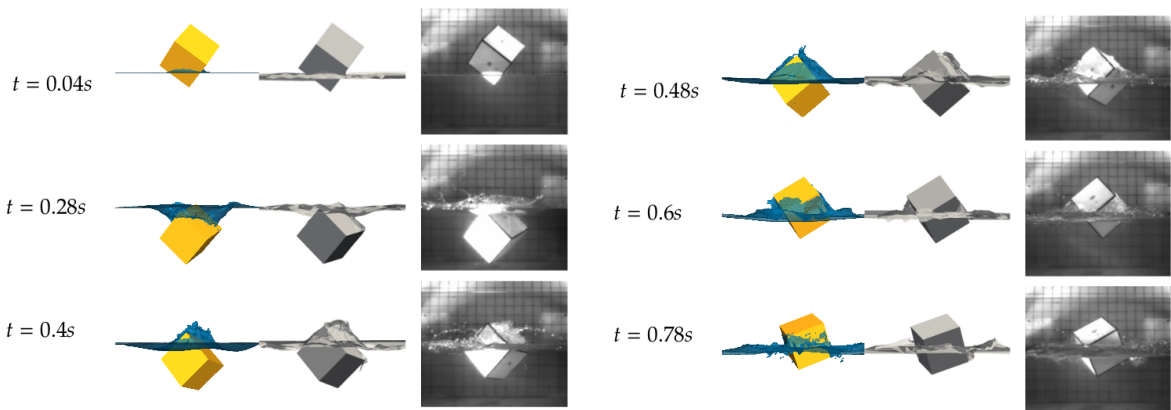 t = 0.04s
t = 0.28s
t = 0.4s
t = 0.48s
t = 0.6s
t = 0.78s